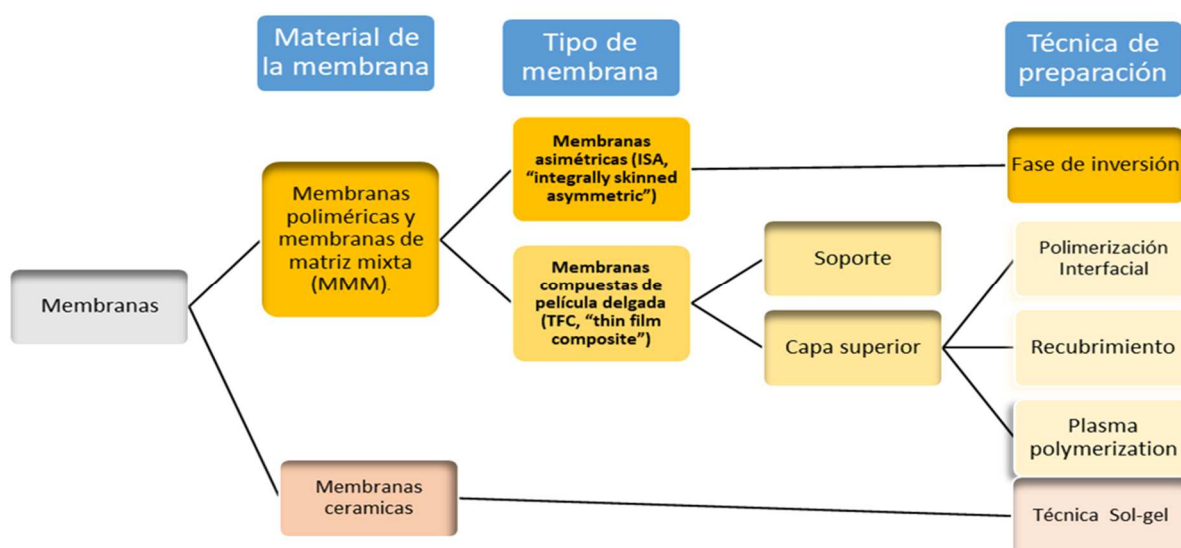 Material de
la membrana
Tipo de
membrana
Técnica de
preparación
Membranas
Membranas
poliméricas y
membranas de
matriz mixta
(MMM).
Membranas
asimétricas (ISA,
“integrally skinned
asymmetric”)
Fase de inversión
Membranas
compuestas de
película delgada
(TFC, “thin film
composite”)
Soporte
Capa superior
Polimerización
Interfacial
Recubrimiento
Plasma
polymerization
Membranas
ceramicas
Técnica Sol-gel